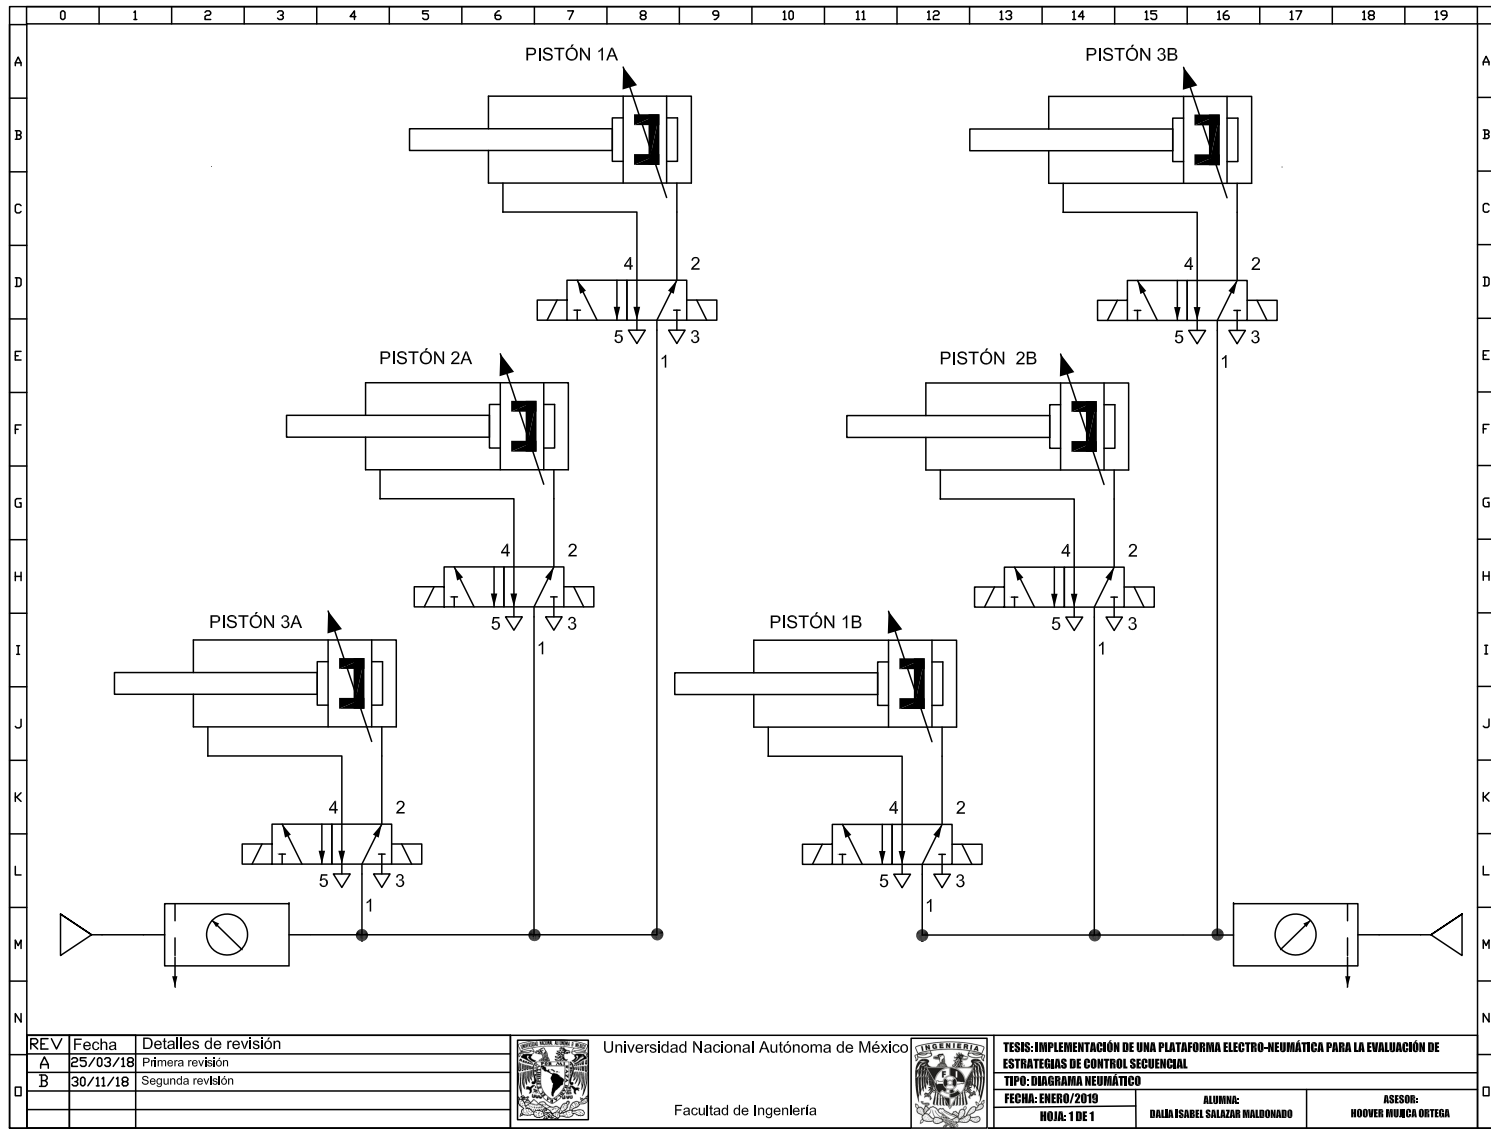 0 1 2 3 4 5 6 7 8 9 10 11 12 13 14 15 16 17 18 19
A A
PISTÓN 1A PISTÓN 3B
B B
C C
4 2 4 2
D D
5 3 5 3
E E
1 1
PISTÓN 2A PISTÓN 2B
F F
G G
4 2 4 2
H H
5 3 5 3
PISTÓN 3A PISTÓN 1B
I I
1 1
J J
K K
4 2 4 2
L L
5 3 5 3
1 1
M M
N N
O O
REV Fecha Detalles de revisión
A 25/03/18 Primera revisión
B 30/11/18 Segunda revisión
Universidad Nacional Autónoma de México
Facultad de Ingeniería
INGENIERIA
TESIS: IMPLEMENTACIÓN DE UNA PLATAFORMA ELECTRO-NEUMÁTICA PARA LA EVALUACIÓN DE
ESTRATEGIAS DE CONTROL SECUENCIAL
TIPO: DIAGRAMA NEUMÁTICO
FECHA: ENERO/2019
HOJA: 1 DE 1
ALUMNA:
DALIA ISABEL SALAZAR MALDONADO
ASESOR:
HOOVER MUJICA ORTEGA